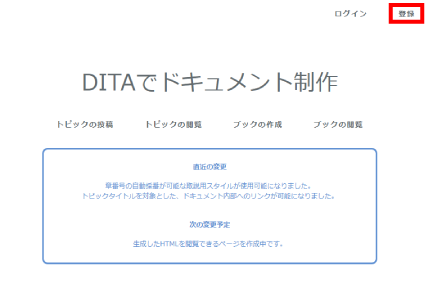 ログイン
登録
DITAでドキュメント制作
トピックの投稿
トピックの閲覧
ブックの作成
ブックの閲覧
直近の変更
章番号の自動採番が可能な取説用スタイルが使用可能になりました。
トピックタイトルを対象とした、ドキュメント内部へのリンクが可能になりました。
次の変更予定
生成したHTMLを閲覧できるページを作成中です。